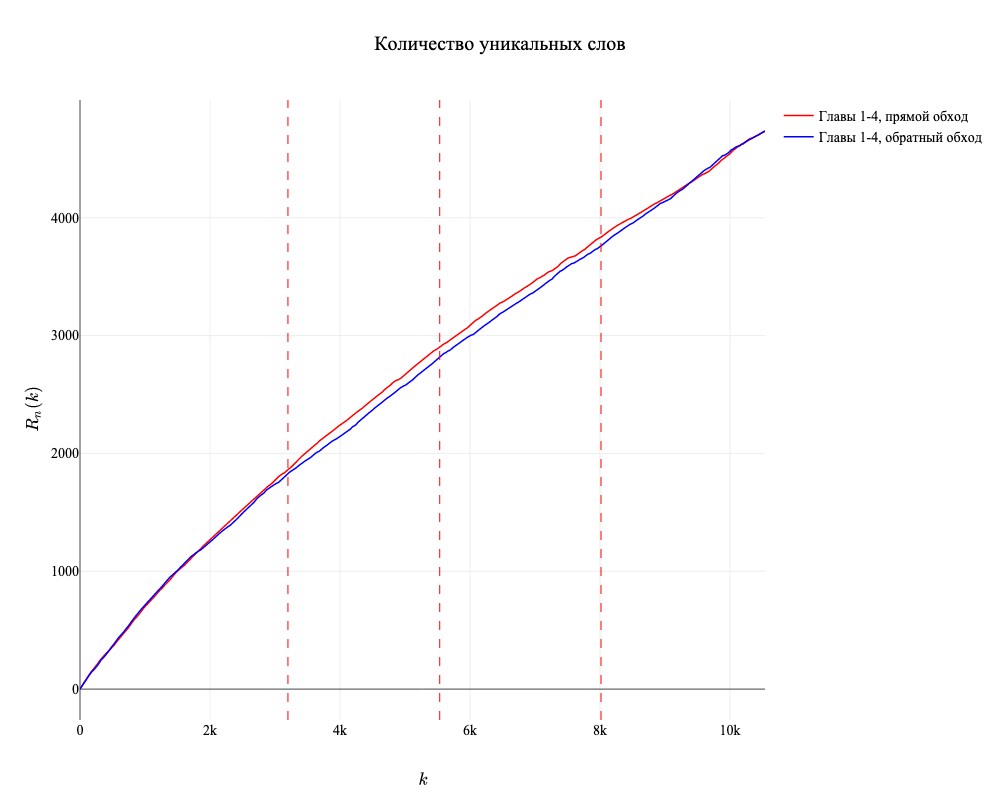 Количество уникальных слов
Главы 1-4, прямой обход
Главы 1-4, обратный обход
4000
3000
2000
1000
0
R_n(k)
0 2k 4k 6k 8k 10k
k